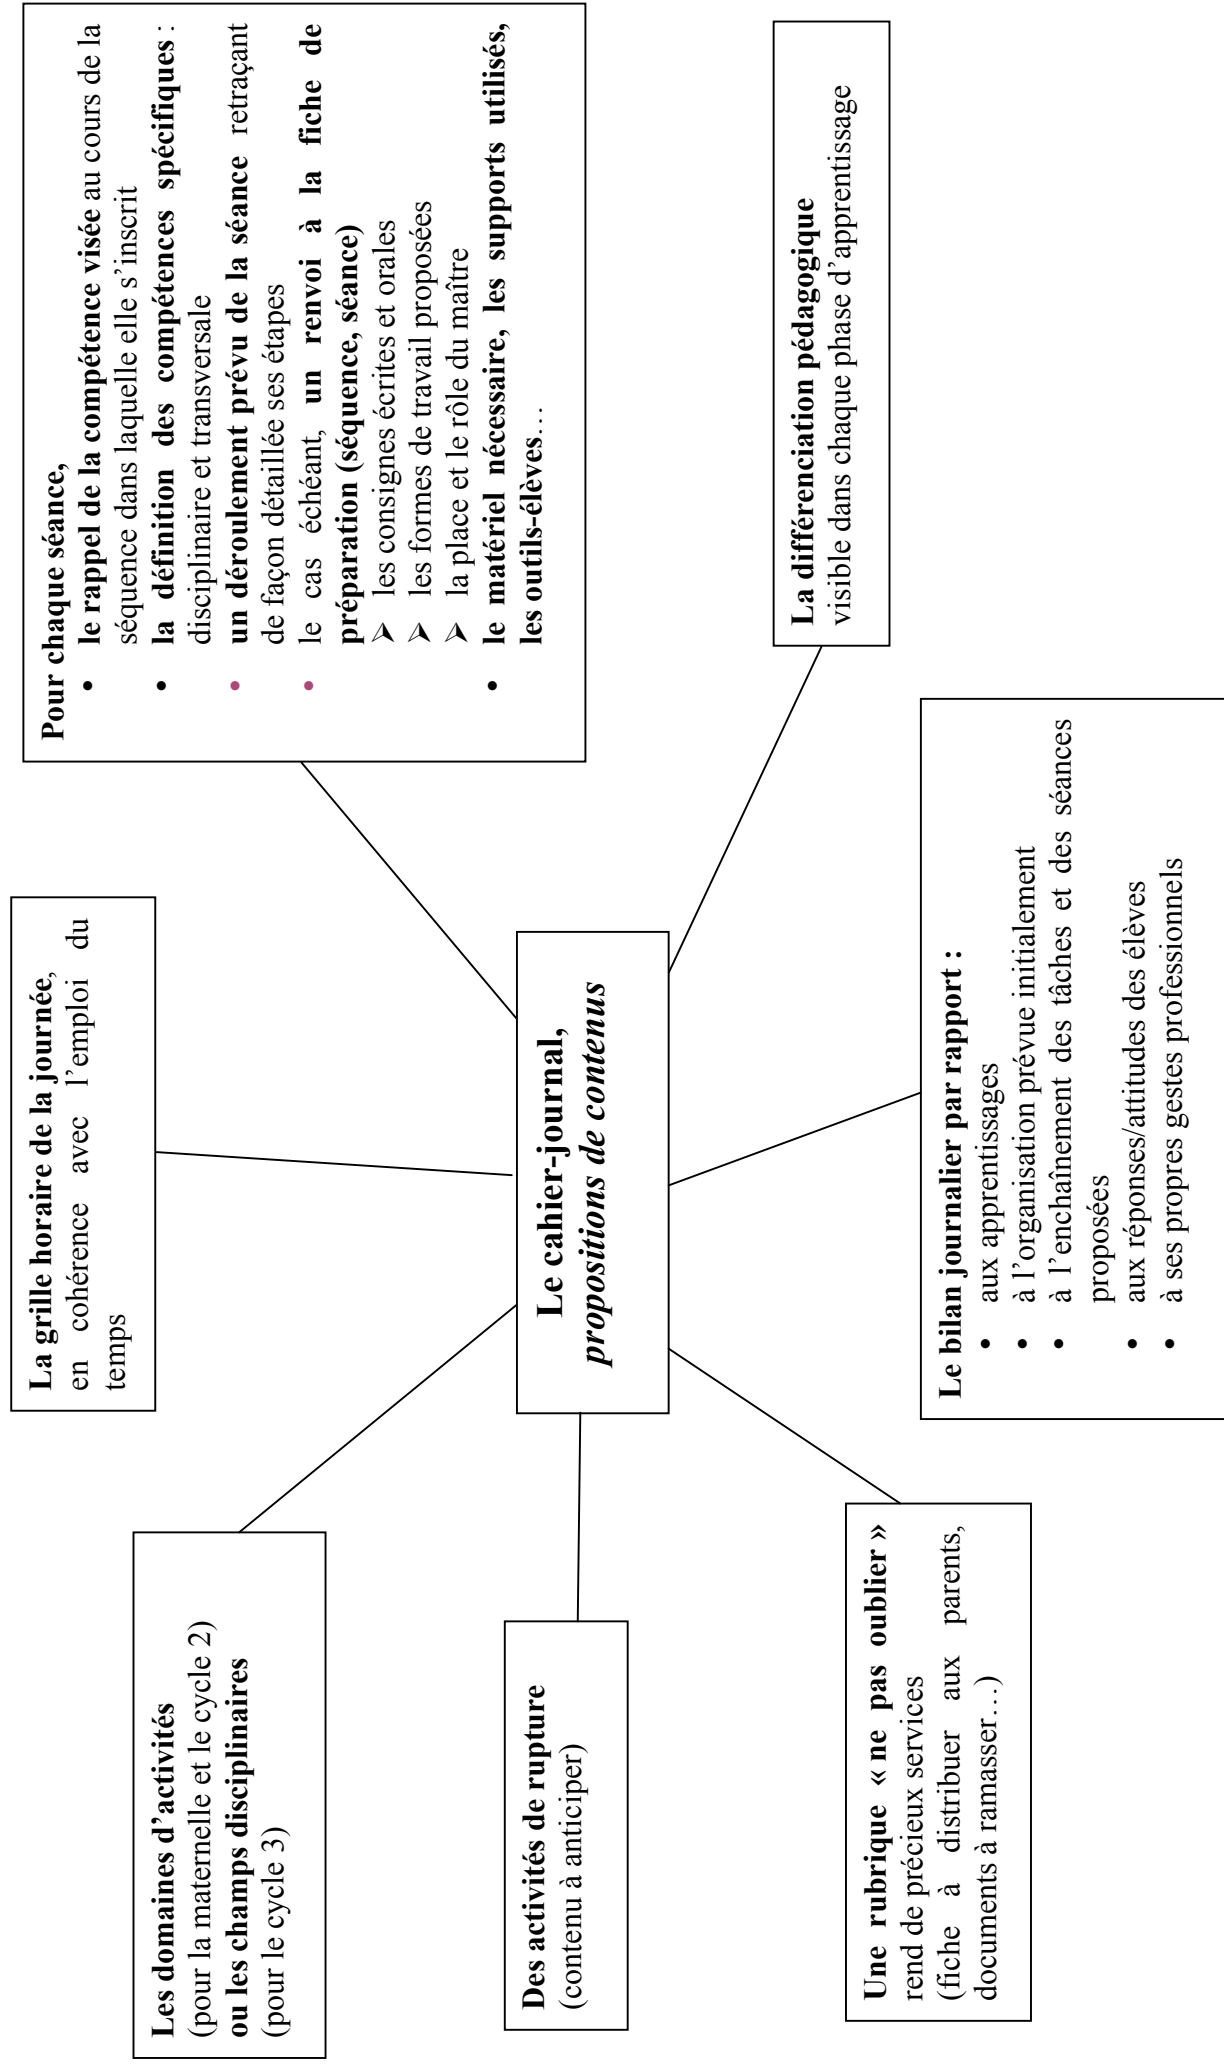 Le cahier-journal,
propositions de contenus
Les domaines d’activités
(pour la maternelle et le cycle 2)
ou les champs disciplinaires
(pour le cycle 3)
La grille horaire de la journée,
en cohérence avec l’emploi du
temps
Pour chaque séance,
• le rappel de la compétence visée au cours de la
séquence dans laquelle elle s’inscrit
• la définition des compétences spécifiques :
disciplinaire et transversale
• un déroulement prévu de la séance retraçant
de façon détaillée ses étapes
• le cas échéant, un renvoi à la fiche de
préparation (séquence, séance)
➢ les consignes écrites et orales
➢ les formes de travail proposées
➢ la place et le rôle du maître
• le matériel nécessaire, les supports utilisés,
les outils-élèves…
Des activités de rupture
(contenu à anticiper)
La différenciation pédagogique
visible dans chaque phase d’apprentissage
Une rubrique « ne pas oublier »
rend de précieux services
(fiche à distribuer aux parents,
documents à ramasser…)
Le bilan journalier par rapport :
• aux apprentissages
• à l’organisation prévue initialement
• à l’enchaînement des tâches et des séances
proposées
• aux réponses/attitudes des élèves
• à ses propres gestes professionnels